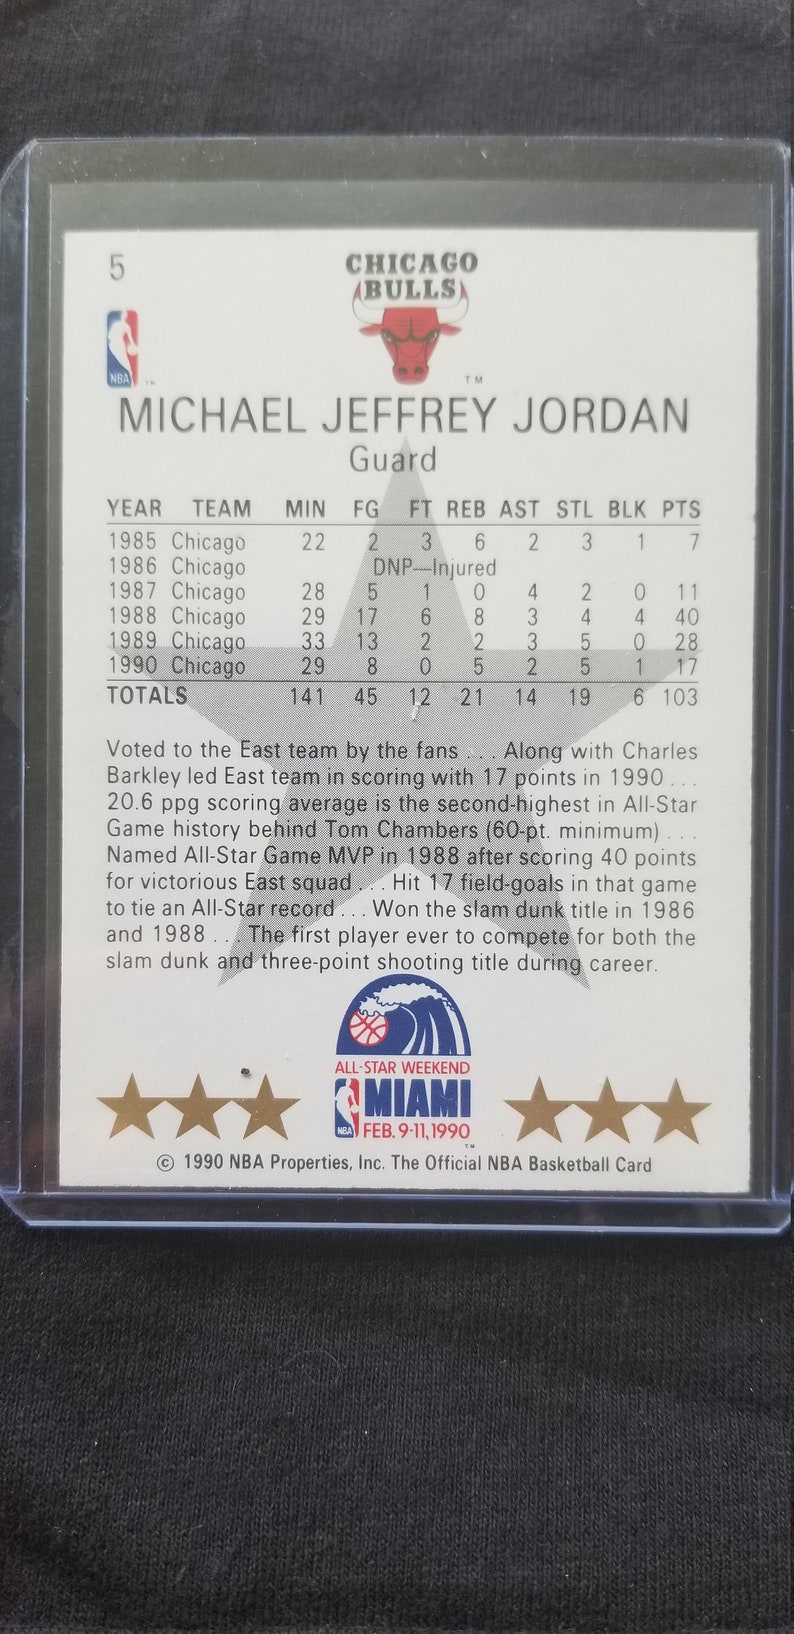 5
CHICAGO
BULLS
NBA
TM
MICHAEL JEFFREY JORDAN
Guard
YEAR TEAM MIN FG FT REB AST STL BLK PTS
1985 Chicago 22 2 3 6 2 3 1 7
1986 Chicago DNP—Injured
1987 Chicago 28 5 1 0 4 2 0 11
1988 Chicago 29 17 6 8 3 4 4 40
1989 Chicago 33 13 2 2 3 5 0 28
1990 Chicago 29 8 0 5 2 5 1 17
TOTALS 141 45 12 21 14 19 6 103
Voted to the East team by the fans . . . Along with Charles
Barkley led East team in scoring with 17 points in 1990 . . .
20.6 ppg scoring average is the second-highest in All-Star
Game history behind Tom Chambers (60-pt. minimum) . . .
Named All-Star Game MVP in 1988 after scoring 40 points
for victorious East squad . . . Hit 17 field-goals in that game
to tie an All-Star record . . . Won the slam dunk title in 1986
and 1988 . . . The first player ever to compete for both the
slam dunk and three-point shooting title during career.
ALL-STAR WEEKEND
MIAMI
NBA FEB. 9-11, 1990
TM
© 1990 NBA Properties, Inc. The Official NBA Basketball Card